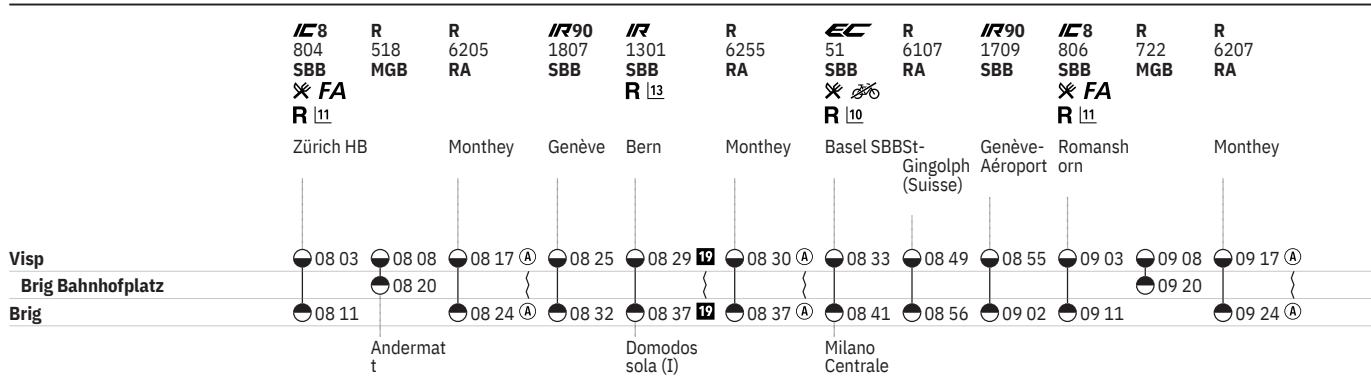 IC8 R R IR90 IR R EC R IR90 IC8 R R
804 518 6205 1807 1301 6255 51 6107 1709 806 722 6207
SBB MGB RA SBB SBB RA SBB RA SBB SBB MGB RA
FA FA
R 11 R 13 R 10 R 11
Zürich HB Monthey Genève Bern Monthey Basel SBB St- Genève- Romansh Monthey
Gingolph Aéroport orn
(Suisse)
Visp 08 03 08 08 08 17 A 08 25 08 29 19 08 30 A 08 33 08 49 08 55 09 03 09 08 09 17 A
Brig Bahnhofplatz 08 20 09 20
Brig 08 11 08 24 A 08 32 08 37 19 08 37 A 08 41 08 56 09 02 09 11 09 24 A
Andermat Domodos Milano
t sola (I) Centrale